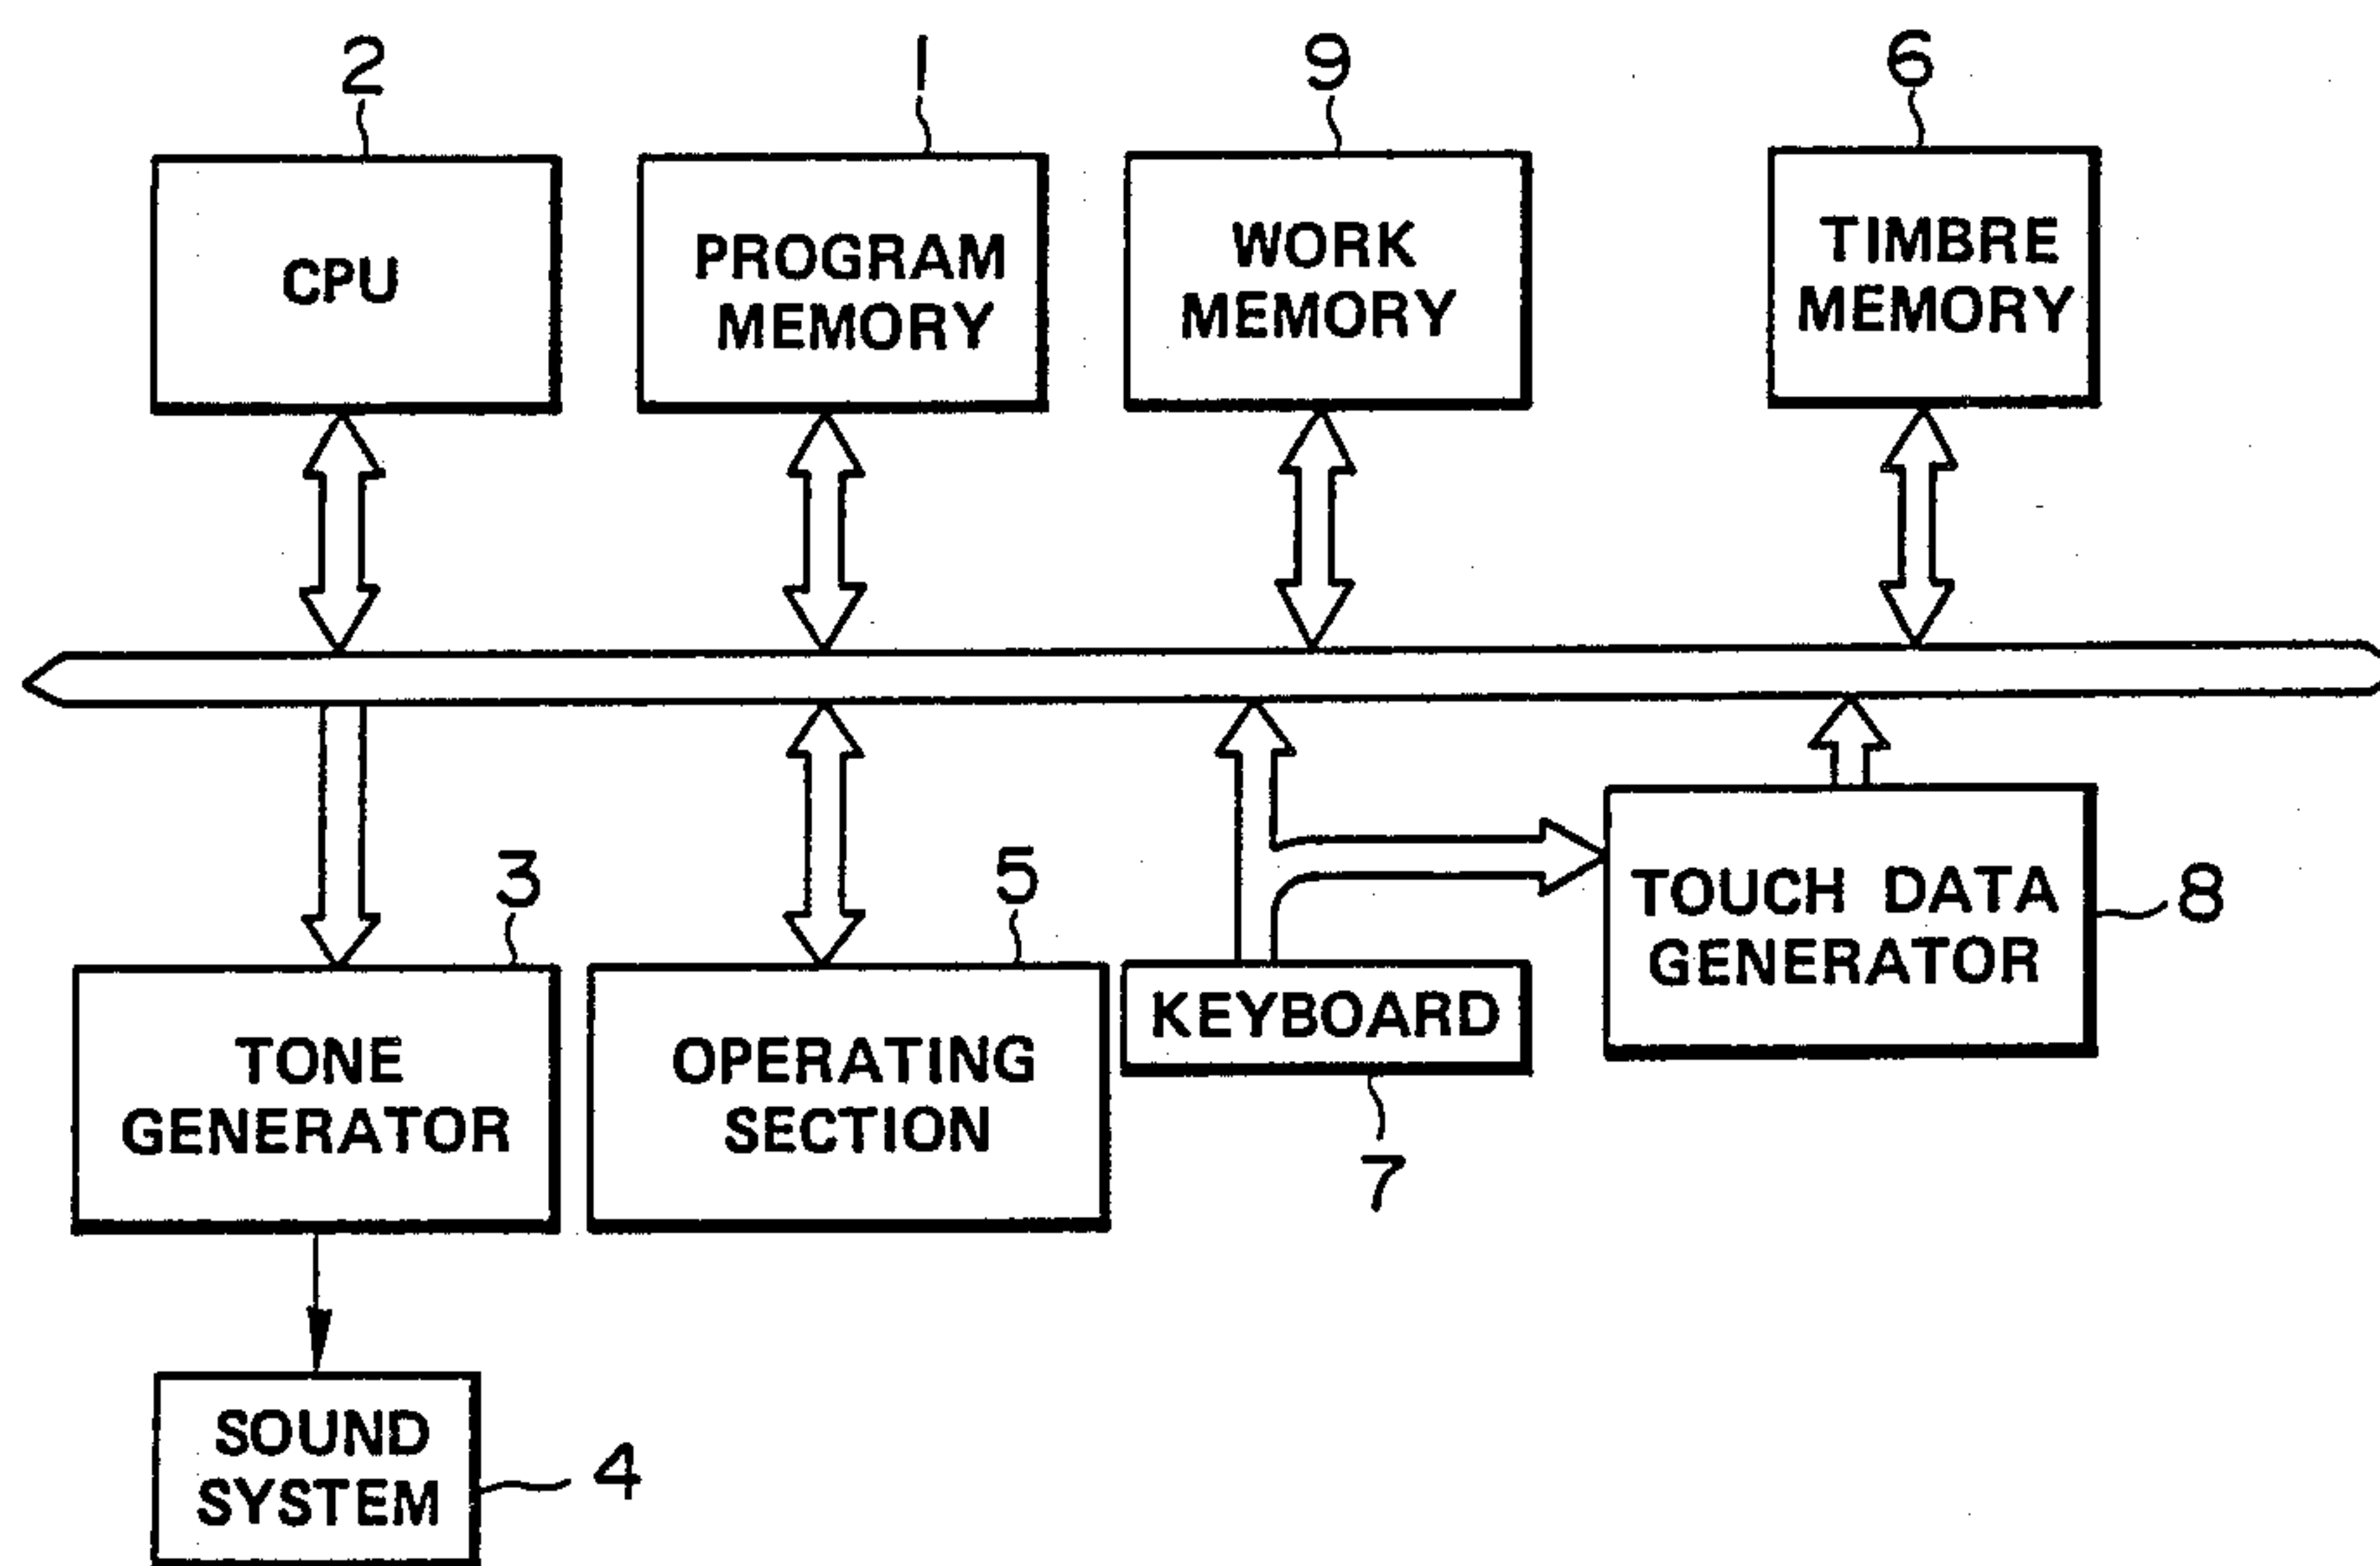 2
1
9
6
CPU
PROGRAM
MEMORY
WORK
MEMORY
TIMBRE
MEMORY
3
5
8
TONE
GENERATOR
OPERATING
SECTION
KEYBOARD
TOUCH DATA
GENERATOR
7
SOUND
SYSTEM
4